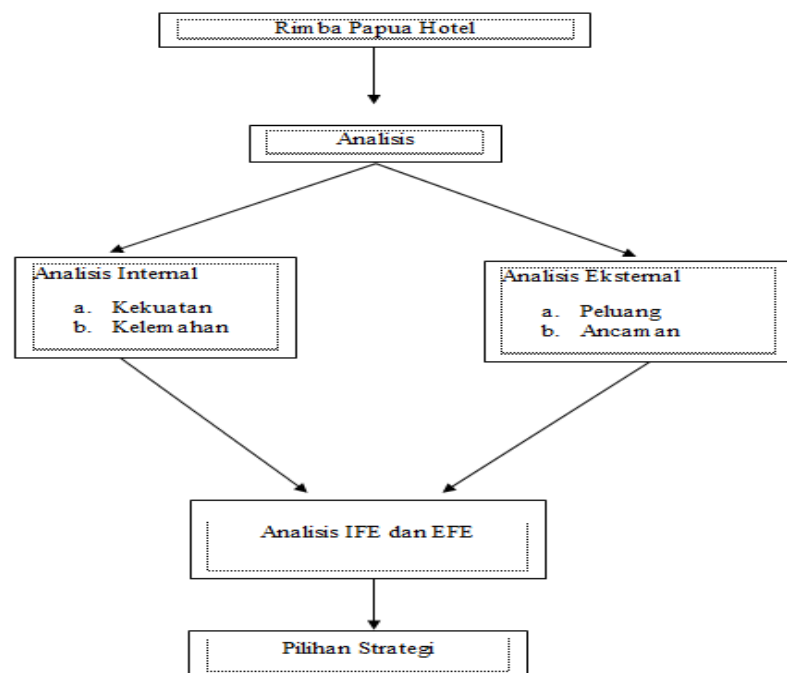 Rimba Papua Hotel
Analisis
Analisis Internal
a. Kekuatan
b. Kelemahan
Analisis Eksternal
a. Peluang
b. Ancaman
Analisis IFE dan EFE
Pilihan Strategi